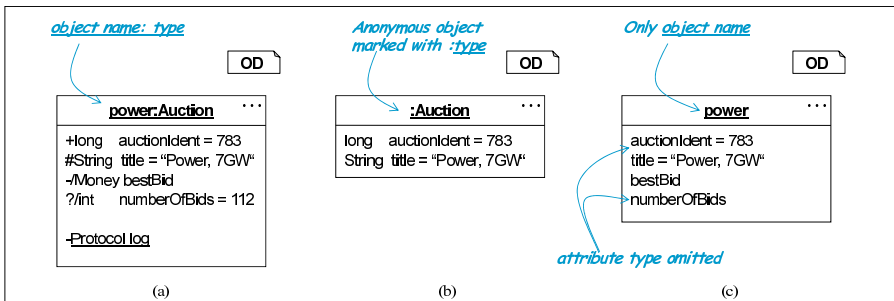 object name: type
OD
power:Auction ...
+long auctionIdent = 783
#String title = “Power, 7GW“
-/Money bestBid
?/int numberOfBids = 112
-Protocol log
(a)
Anonymous object
marked with :type
OD
:Auction ...
long auctionIdent = 783
String title = “Power, 7GW“
(b)
Only object name
OD
power ...
auctionIdent = 783
title = “Power, 7GW“
bestBid
numberOfBids
attribute type omitted
(c)